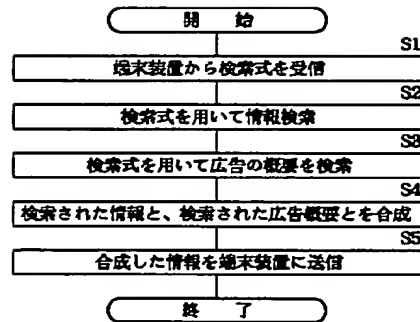 開 始
S1
端末装置から検索式を受信
S2
検索式を用いて情報検索
S3
検索式を用いて広告の概要を検索
S4
検索された情報と、検索された広告概要とを合成
S5
合成した情報を端末装置に送信
終 了